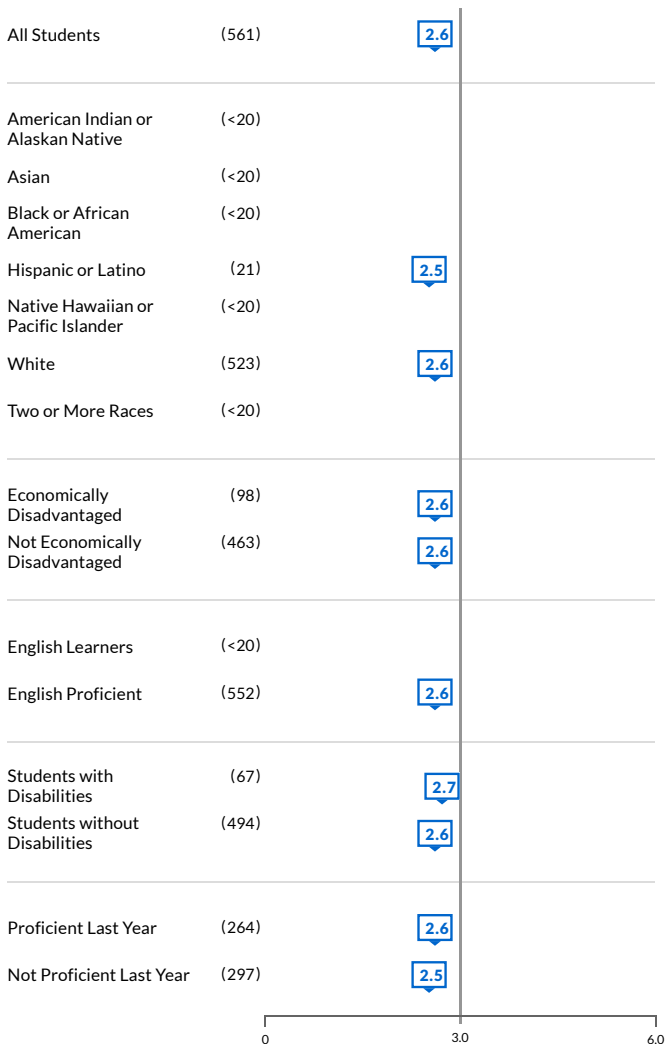 All Students (561) 2.6
American Indian or (<20)
Alaskan Native
Asian (<20)
Black or African (<20)
American
Hispanic or Latino (21) 2.5
Native Hawaiian or (<20)
Pacific Islander
White (523) 2.6
Two or More Races (<20)
Economically (98) 2.6
Disadvantaged
Not Economically (463) 2.6
Disadvantaged
English Learners (<20)
English Proficient (552) 2.6
Students with (67) 2.7
Disabilities
Students without (494) 2.6
Disabilities
Proficient Last Year (264) 2.6
Not Proficient Last Year (297) 2.5
0 3.0 6.0